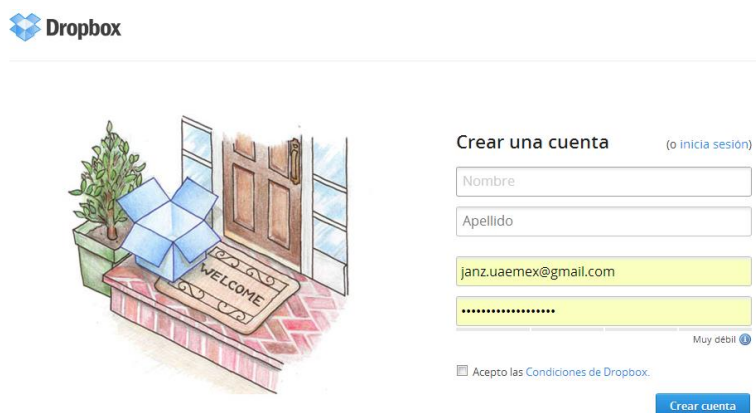 Dropbox
Crear una cuenta (o inicia sesión)
Nombre
Apellido
janz.uaemex@gmail.com
•••••••••••••••••••
Muy débil
Acepto las Condiciones de Dropbox.
Crear cuenta
WELCOME